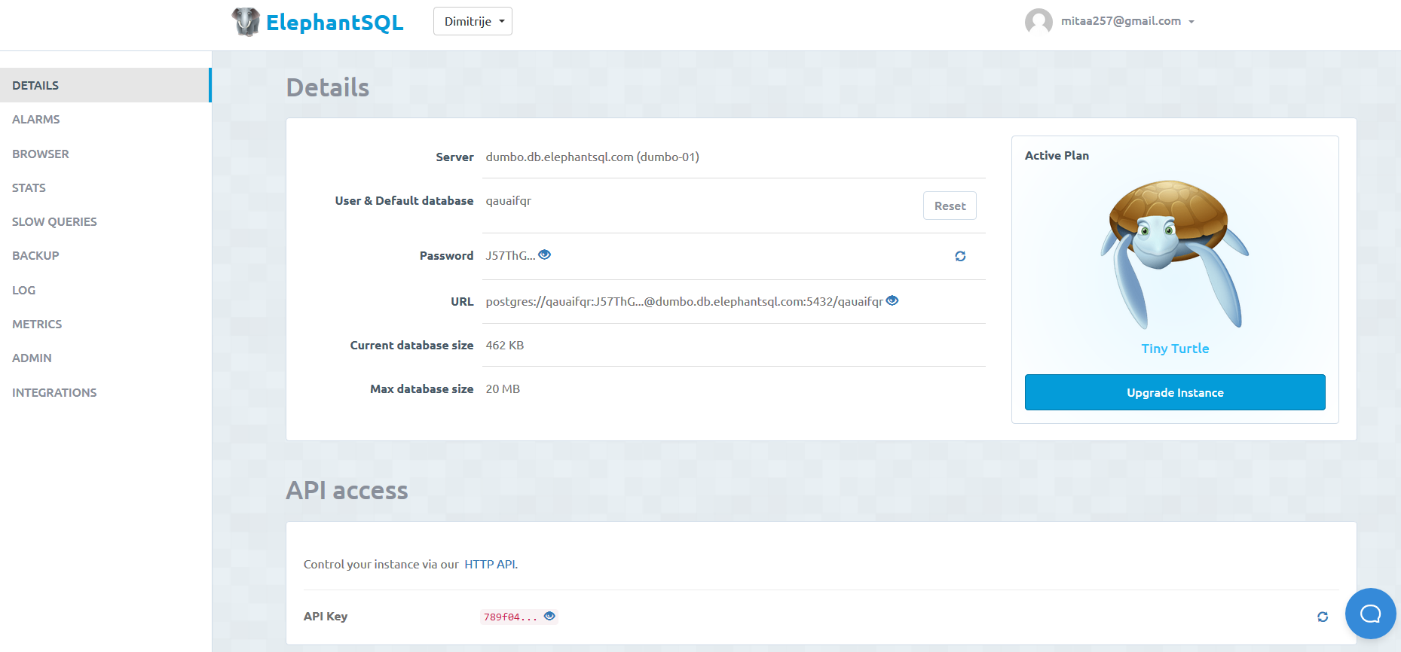 ElephantSQL
Dimitrije
mitaa257@gmail.com
DETAILS
ALARMS
BROWSER
STATS
SLOW QUERIES
BACKUP
LOG
METRICS
ADMIN
INTEGRATIONS
Details
Server dumbo.db.elephantsql.com (dumbo-01)
User & Default database qauaifqr
Reset
Password J57ThG...
URL postgres://qauaifqr:J57ThG...@dumbo.db.elephantsql.com:5432/qauaifqr
Current database size 462 KB
Max database size 20 MB
Active Plan
Tiny Turtle
Upgrade Instance
API access
Control your instance via our HTTP API.
API Key 789f04...